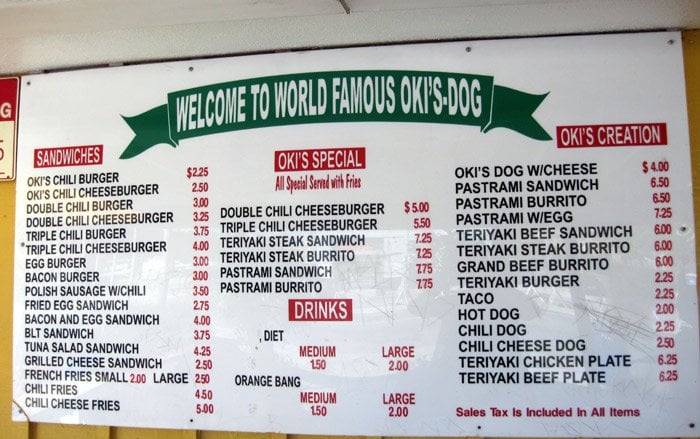 G
5
WELCOME TO WORLD FAMOUS OKI'S-DOG
SANDWICHES
OKI'S CHILI BURGER $2.25
OKI'S CHILI CHEESEBURGER 2.50
DOUBLE CHILI BURGER 3.00
DOUBLE CHILI CHEESEBURGER 3.25
TRIPLE CHILI BURGER 3.75
TRIPLE CHILI CHEESEBURGER 4.00
EGG BURGER 3.00
BACON BURGER 3.00
POLISH SAUSAGE W/CHILI 3.50
FRIED EGG SANDWICH 2.75
BACON AND EGG SANDWICH 4.00
BLT SANDWICH 3.75
TUNA SALAD SANDWICH 4.25
GRILLED CHEESE SANDWICH 2.50
FRENCH FRIES SMALL 2.00 LARGE 2.50
CHILI FRIES 4.50
CHILI CHEESE FRIES 5.00
OKI'S SPECIAL
All Special Served with Fries
DOUBLE CHILI CHEESEBURGER $5.00
TRIPLE CHILI CHEESEBURGER 5.50
TERIYAKI STEAK SANDWICH 7.25
TERIYAKI STEAK BURRITO 7.25
PASTRAMI SANDWICH 7.75
PASTRAMI BURRITO 7.75
DRINKS
, DIET
MEDIUM LARGE
1.50 2.00
ORANGE BANG
MEDIUM LARGE
1.50 2.00
OKI'S CREATION
OKI'S DOG W/CHEESE $4.00
PASTRAMI SANDWICH 6.50
PASTRAMI BURRITO 6.50
PASTRAMI W/EGG 7.25
TERIYAKI BEEF SANDWICH 6.00
TERIYAKI STEAK BURRITO 6.00
GRAND BEEF BURRITO 6.00
TERIYAKI BURGER 2.25
TACO 2.25
HOT DOG 2.00
CHILI DOG 2.25
CHILI CHEESE DOG 2.50
TERIYAKI CHICKEN PLATE 6.25
TERIYAKI BEEF PLATE 6.25
Sales Tax Is Included In All Items